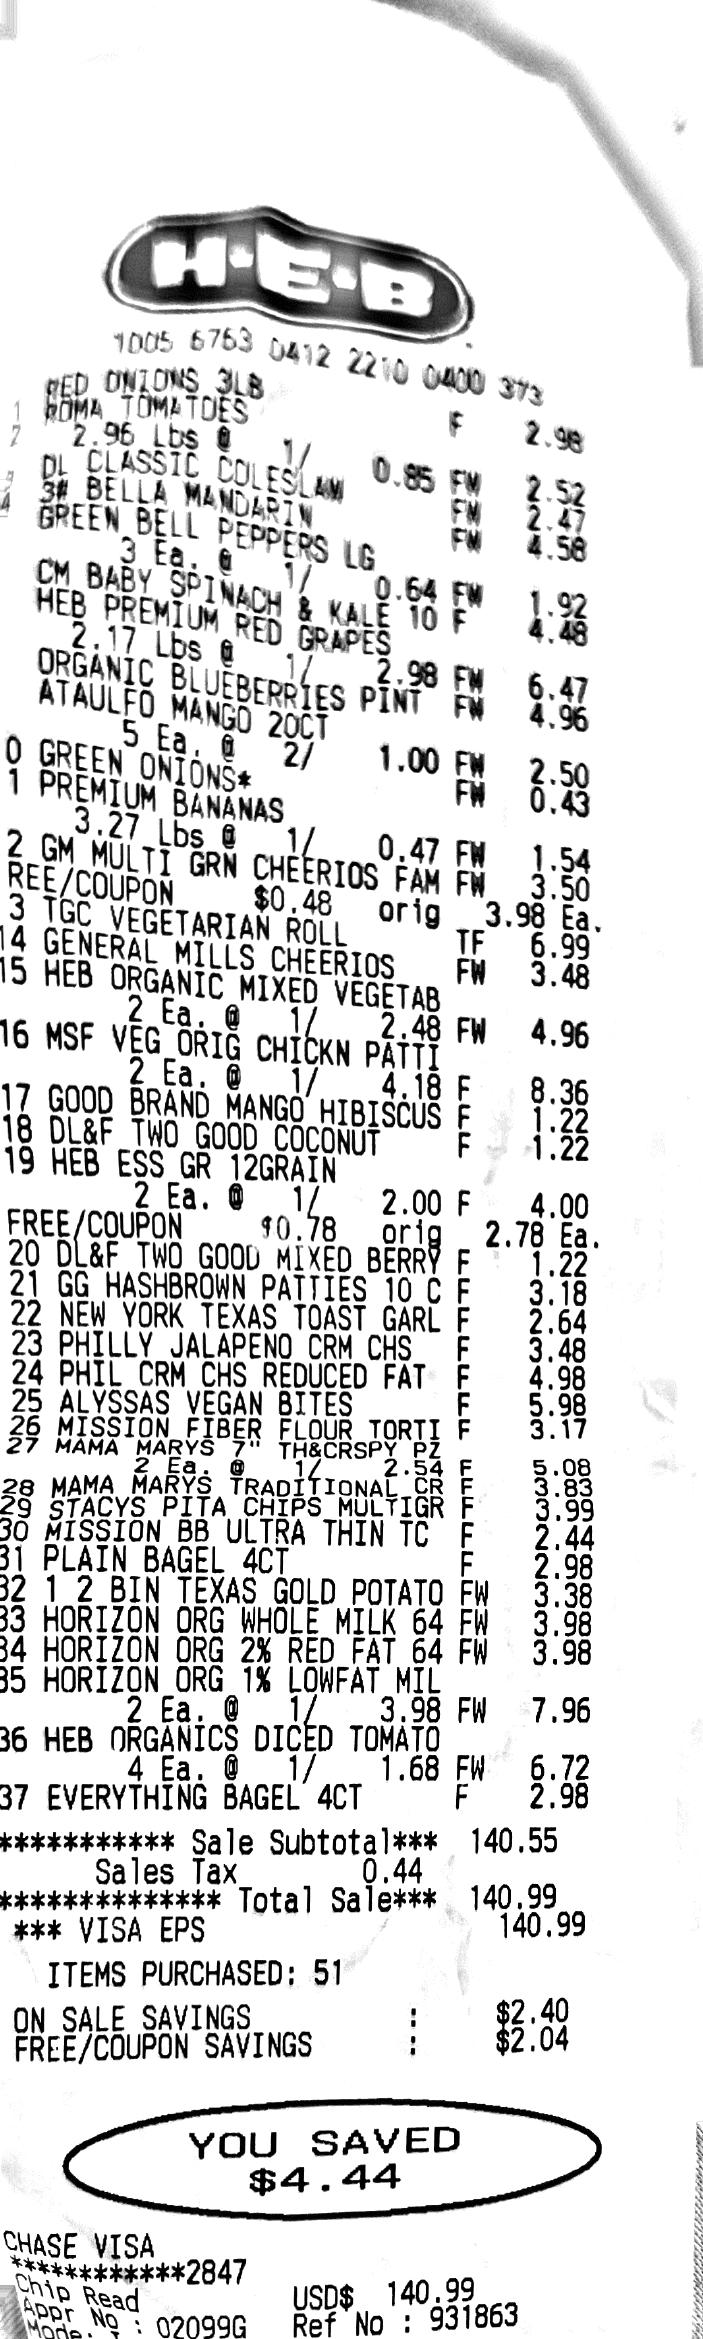 H-E-B
1005 6763 0412 2210 0400 373
1 RED ONIONS 3LB F 2.98
2 ROMA TOMATOES
2.96 Lbs @ 1/ 0.85 FW 2.52
DL CLASSIC COLESLAW FW 2.47
4 3# BELLA MANDARIN FW 4.58
GREEN BELL PEPPERS LG
3 Ea. @ 1/ 0.64 FW 1.92
CM BABY SPINACH & KALE 10 F 4.48
HEB PREMIUM RED GRAPES
2.17 Lbs @ 1/ 2.98 FW 6.47
ORGANIC BLUEBERRIES PINT FW 4.96
ATAULFO MANGO 20CT
5 Ea. @ 2/ 1.00 FW 2.50
0 GREEN ONIONS* FW 0.43
1 PREMIUM BANANAS
3.27 Lbs @ 1/ 0.47 FW 1.54
2 GM MULTI GRN CHEERIOS FAM FW 3.50
REE/COUPON $0.48 orig 3.98 Ea.
3 TGC VEGETARIAN ROLL TF 6.99
14 GENERAL MILLS CHEERIOS FW 3.48
15 HEB ORGANIC MIXED VEGETAB
2 Ea. @ 1/ 2.48 FW 4.96
16 MSF VEG ORIG CHICKN PATTI
2 Ea. @ 1/ 4.18 F 8.36
17 GOOD BRAND MANGO HIBISCUS F 1.22
18 DL&F TWO GOOD COCONUT F 1.22
19 HEB ESS GR 12GRAIN
2 Ea. @ 1/ 2.00 F 4.00
FREE/COUPON $0.78 orig 2.78 Ea.
20 DL&F TWO GOOD MIXED BERRY F 1.22
21 GG HASHBROWN PATTIES 10 C F 3.18
22 NEW YORK TEXAS TOAST GARL F 2.64
23 PHILLY JALAPENO CRM CHS F 3.48
24 PHIL CRM CHS REDUCED FAT F 4.98
25 ALYSSAS VEGAN BITES F 5.98
26 MISSION FIBER FLOUR TORTI F 3.17
27 MAMA MARYS 7" TH&CRSPY PZ
2 Ea. @ 1/ 2.54 F 5.08
28 MAMA MARYS TRADITIONAL CR F 3.83
29 STACYS PITA CHIPS MULTIGR F 3.99
30 MISSION BB ULTRA THIN TC F 2.44
31 PLAIN BAGEL 4CT F 2.98
32 1 2 BIN TEXAS GOLD POTATO FW 3.38
33 HORIZON ORG WHOLE MILK 64 FW 3.98
34 HORIZON ORG 2% RED FAT 64 FW 3.98
35 HORIZON ORG 1% LOWFAT MIL
2 Ea. @ 1/ 3.98 FW 7.96
36 HEB ORGANICS DICED TOMATO
4 Ea. @ 1/ 1.68 FW 6.72
37 EVERYTHING BAGEL 4CT F 2.98
*********** Sale Subtotal*** 140.55
Sales Tax 0.44
************** Total Sale*** 140.99
*** VISA EPS 140.99
ITEMS PURCHASED: 51
ON SALE SAVINGS : $2.40
FREE/COUPON SAVINGS : $2.04
YOU SAVED
$4.44
CHASE VISA
************2847
Chip Read USD$ 140.99
Appr No : 02099G Ref No : 931863
Mode: